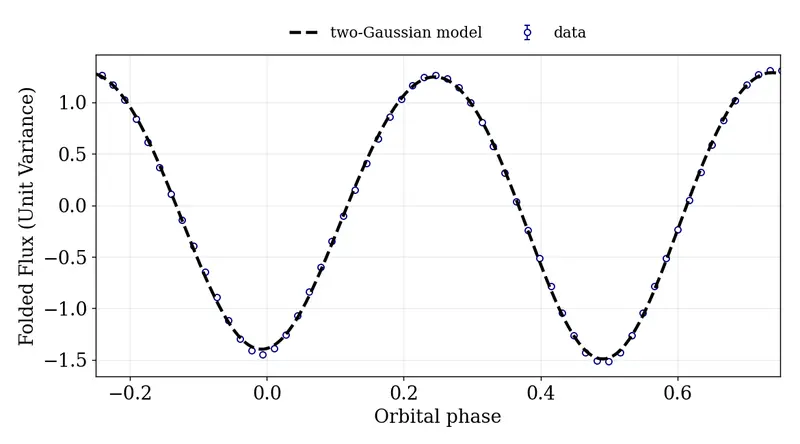 two-Gaussian model data
Folded Flux (Unit Variance)
1.0
0.5
0.0
−0.5
−1.0
−1.5
−0.2 0.0 0.2 0.4 0.6
Orbital phase